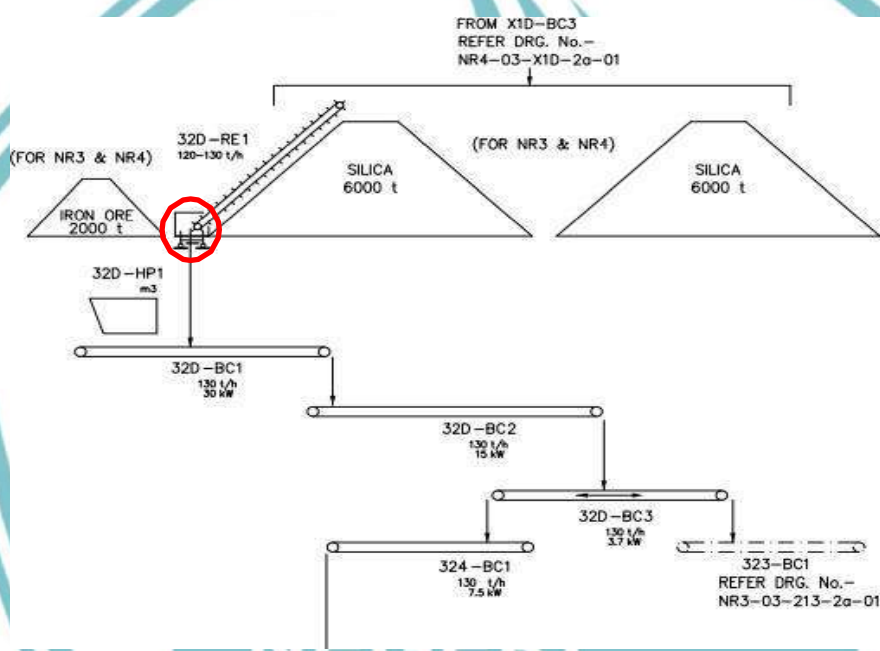 FROM X1D-BC3
REFER DRG. No.-
NR4-03-X1D-2a-01
32D-RE1
120-130 t/h
(FOR NR3 & NR4)
(FOR NR3 & NR4)
SILICA
6000 t
SILICA
6000 t
IRON ORE
2000 t
32D-HP1
m3
32D-BC1
130 t/h
30 kW
32D-BC2
130 t/h
15 kW
32D-BC3
130 t/h
3.7 kW
324-BC1
130 t/h
7.5 kW
323-BC1
REFER DRG. No.-
NR3-03-213-2a-01